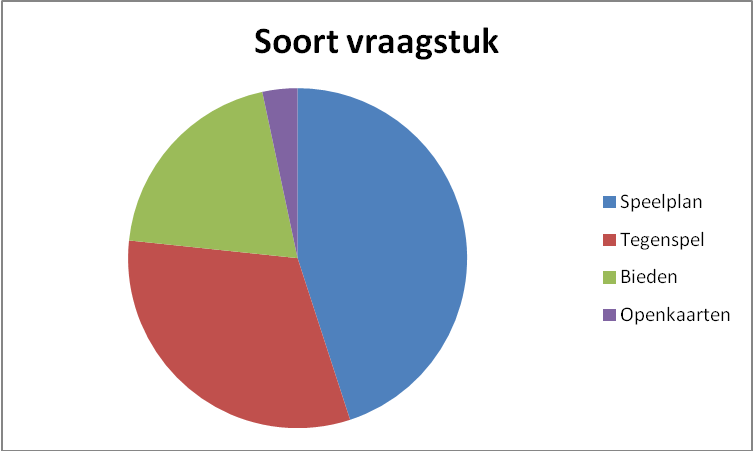 Soort vraagstuk
Speelplan
Tegenspel
Bieden
Openkaarten